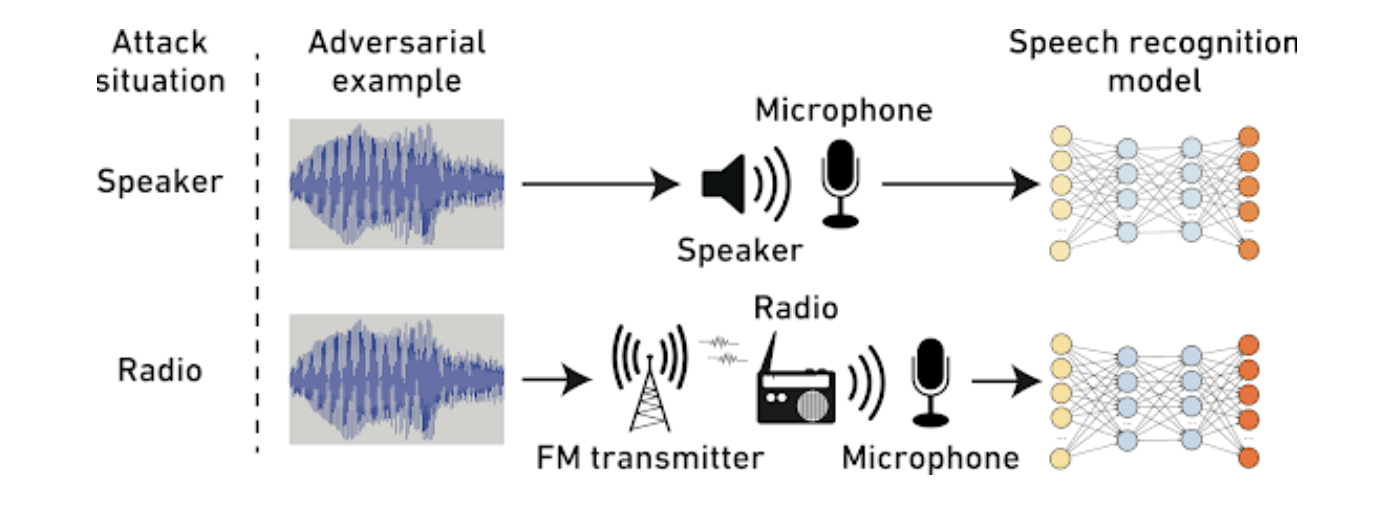 Attack
situation
Adversarial
example
Speech recognition
model
Microphone
Speaker
Speaker
Radio
Radio
FM transmitter
Microphone